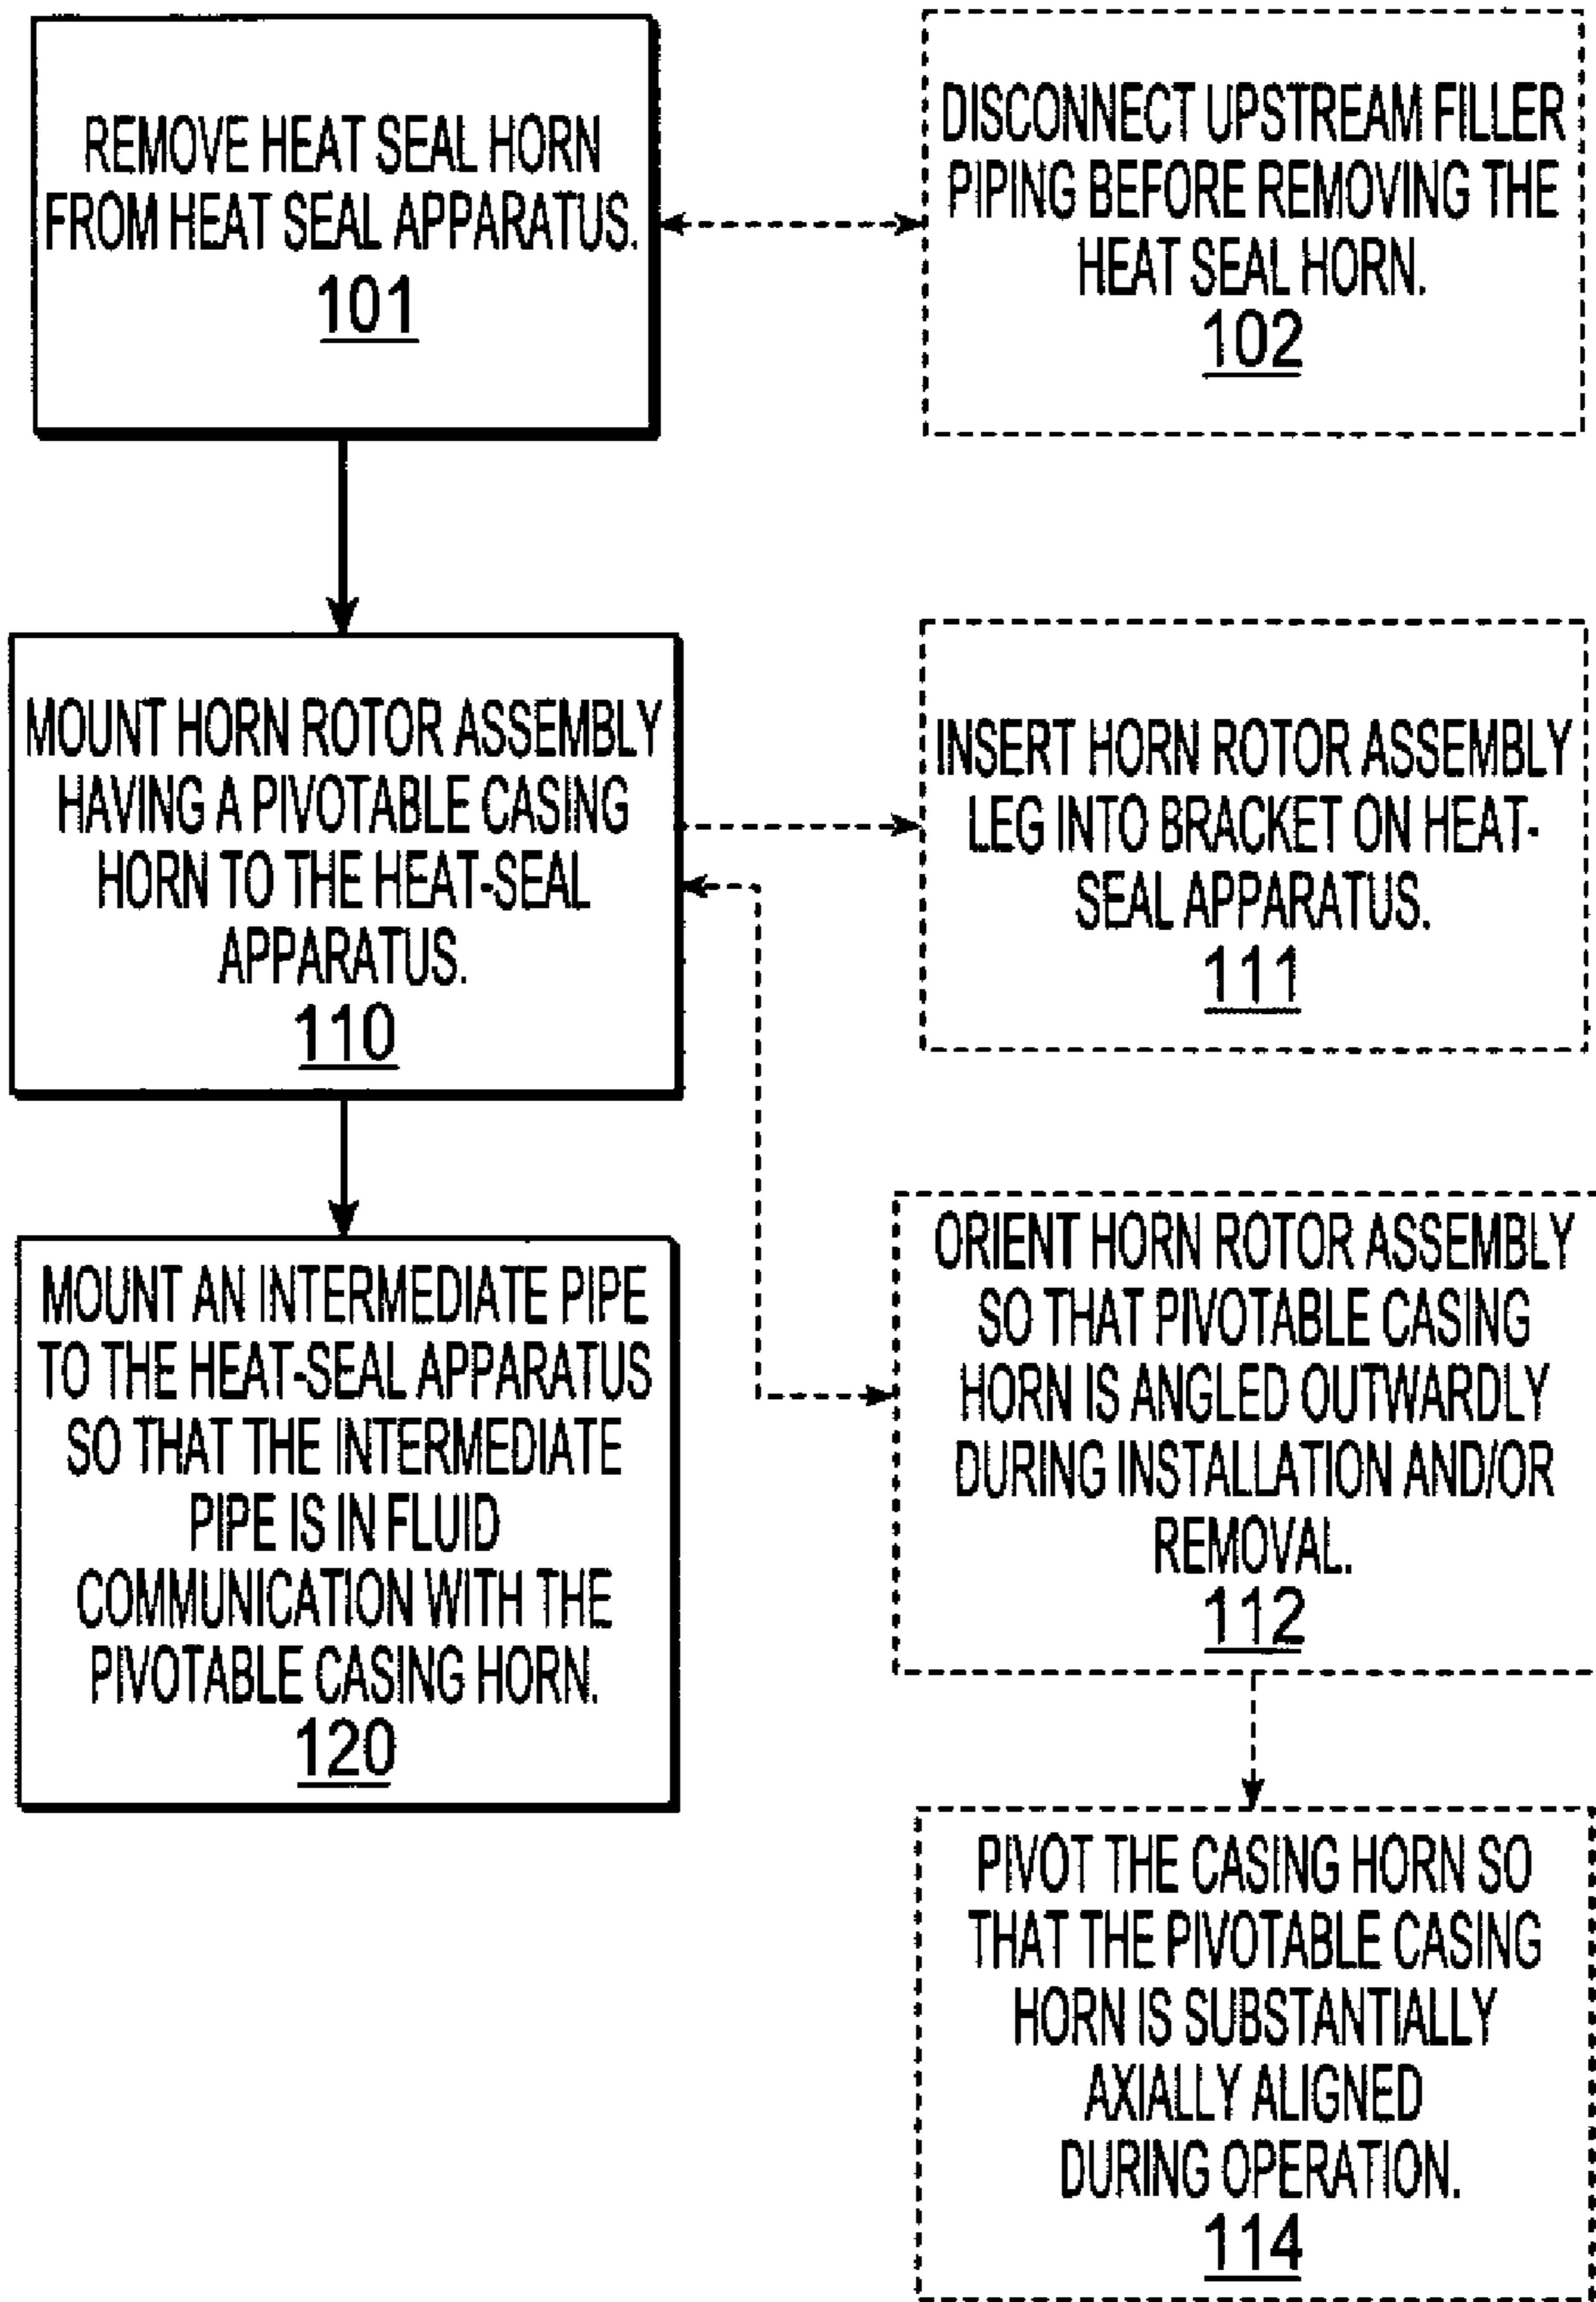 REMOVE HEAT SEAL HORN
FROM HEAT SEAL APPARATUS.
101
DISCONNECT UPSTREAM FILLER
PIPING BEFORE REMOVING THE
HEAT SEAL HORN.
102
MOUNT HORN ROTOR ASSEMBLY
HAVING A PIVOTABLE CASING
HORN TO THE HEAT-SEAL
APPARATUS.
110
INSERT HORN ROTOR ASSEMBLY
LEG INTO BRACKET ON HEAT-
SEAL APPARATUS.
111
MOUNT AN INTERMEDIATE PIPE
TO THE HEAT-SEAL APPARATUS
SO THAT THE INTERMEDIATE
PIPE IS IN FLUID
COMMUNICATION WITH THE
PIVOTABLE CASING HORN.
120
ORIENT HORN ROTOR ASSEMBLY
SO THAT PIVOTABLE CASING
HORN IS ANGLED OUTWARDLY
DURING INSTALLATION AND/OR
REMOVAL.
112
PIVOT THE CASING HORN SO
THAT THE PIVOTABLE CASING
HORN IS SUBSTANTIALLY
AXIALLY ALIGNED
DURING OPERATION.
114